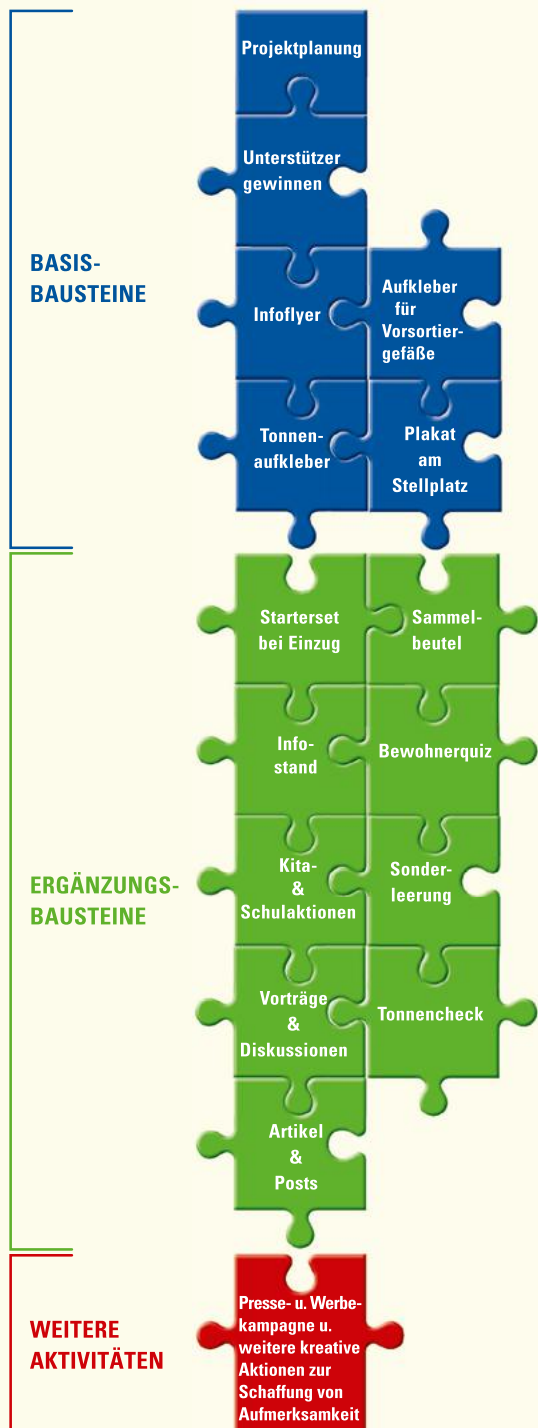 BASIS-
BAUSTEINE
Projektplanung
Unterstützer
gewinnen
Infoflyer
Aufkleber
für
Vorsortier-
gefäße
Tonnen-
aufkleber
Plakat
am
Stellplatz
ERGÄNZUNGS-
BAUSTEINE
Starterset
bei Einzug
Sammel-
beutel
Info-
stand
Bewohnerquiz
Kita-
&
Schulaktionen
Sonder-
leerung
Vorträge
&
Diskussionen
Tonnencheck
Artikel
&
Posts
WEITERE
AKTIVITÄTEN
Presse- u. Werbe-
kampagne u.
weitere kreative
Aktionen zur
Schaffung von
Aufmerksamkeit